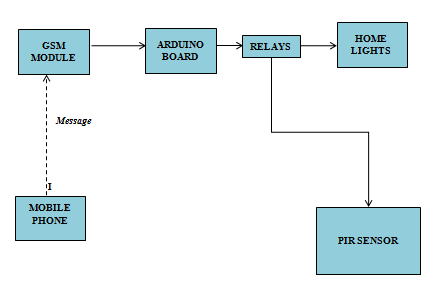 GSM
MODULE
ARDUINO
BOARD
RELAYS
HOME
LIGHTS
Message
I
MOBILE
PHONE
PIR SENSOR